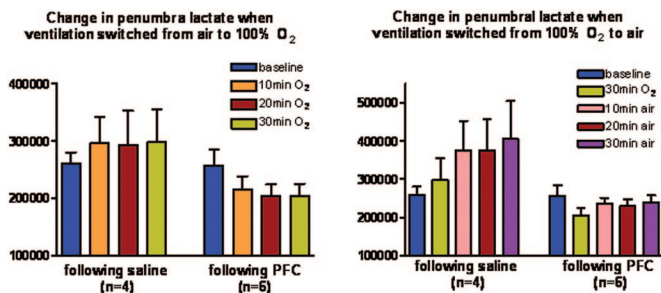 Change in penumbra lactate when
ventilation switched from air to 100% O2
400000
300000
200000
100000
baseline
10min O2
20min O2
30min O2
following saline
(n=4)
following PFC
(n=6)
Change in penumbral lactate when
ventilation switched from 100% O2 to air
500000
400000
300000
200000
100000
baseline
30min O2
10min air
20min air
30min air
following saline
(n=4)
following PFC
(n=6)